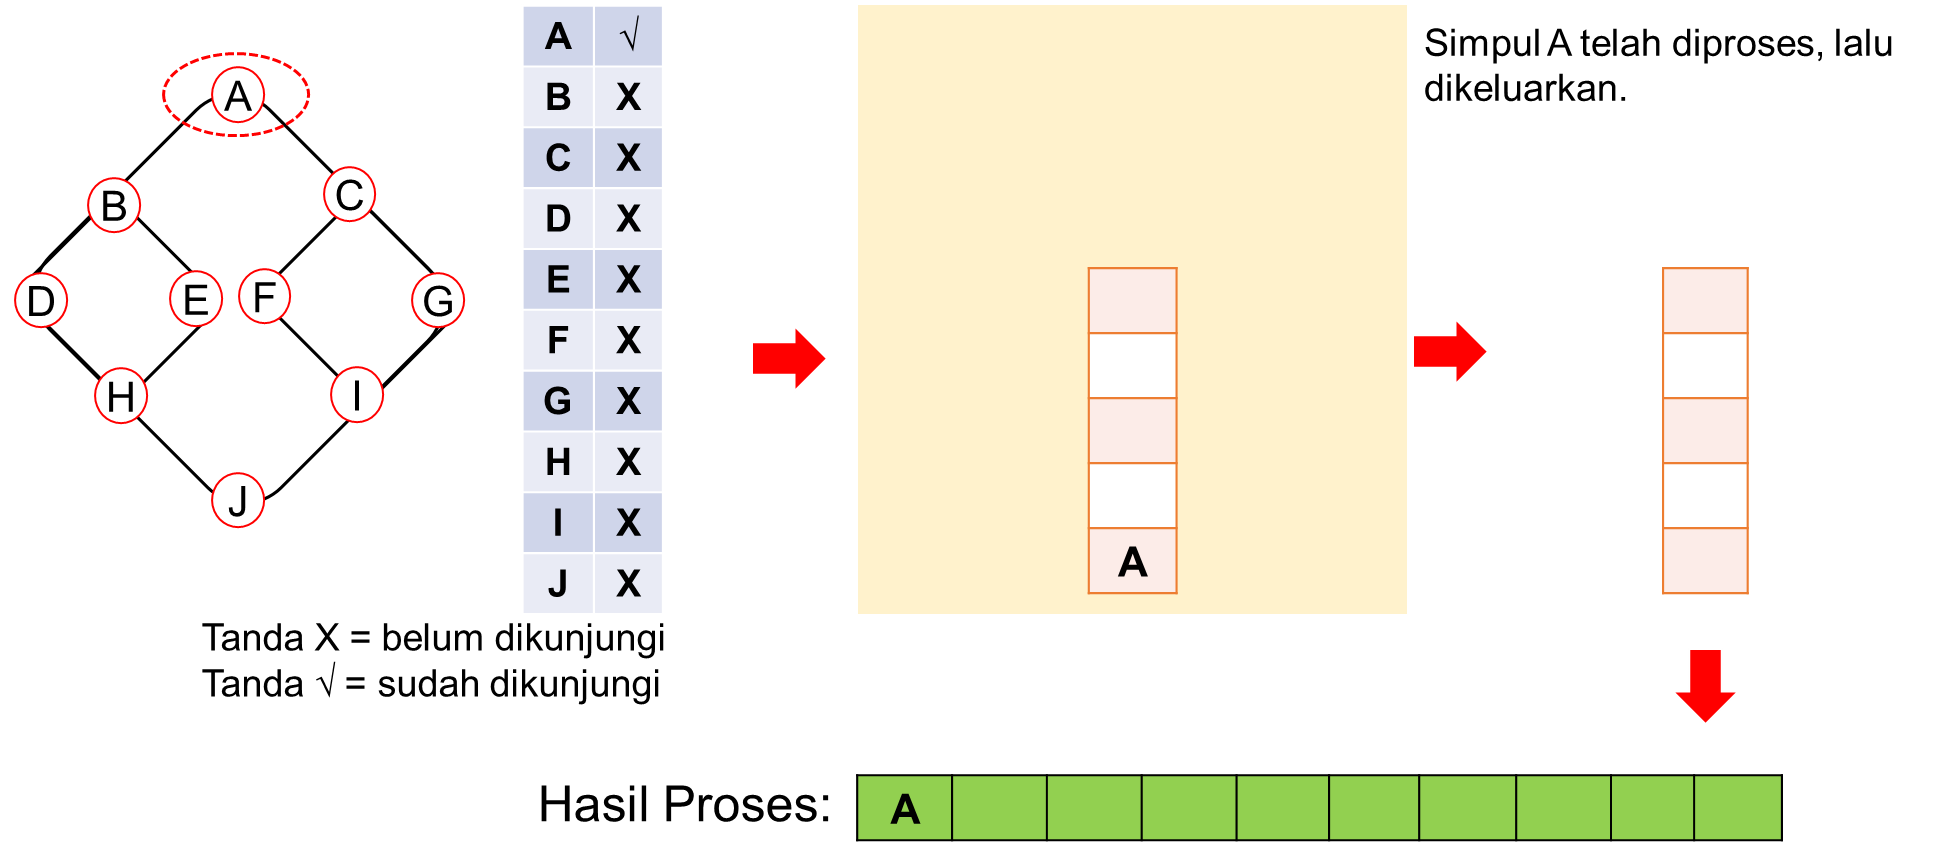 A
B
C
D
E
F
G
H
I
J
A √
B X
C X
D X
E X
F X
G X
H X
I X
J X
Tanda X = belum dikunjungi
Tanda √ = sudah dikunjungi
A
Simpul A telah diproses, lalu
dikeluarkan.
Hasil Proses:
A